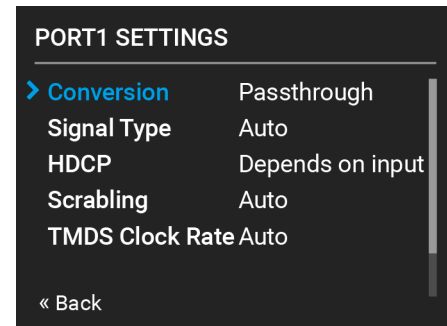 PORT1 SETTINGS
Conversion Passthrough
Signal Type Auto
HDCP Depends on input
Scrabling Auto
TMDS Clock Rate Auto
« Back